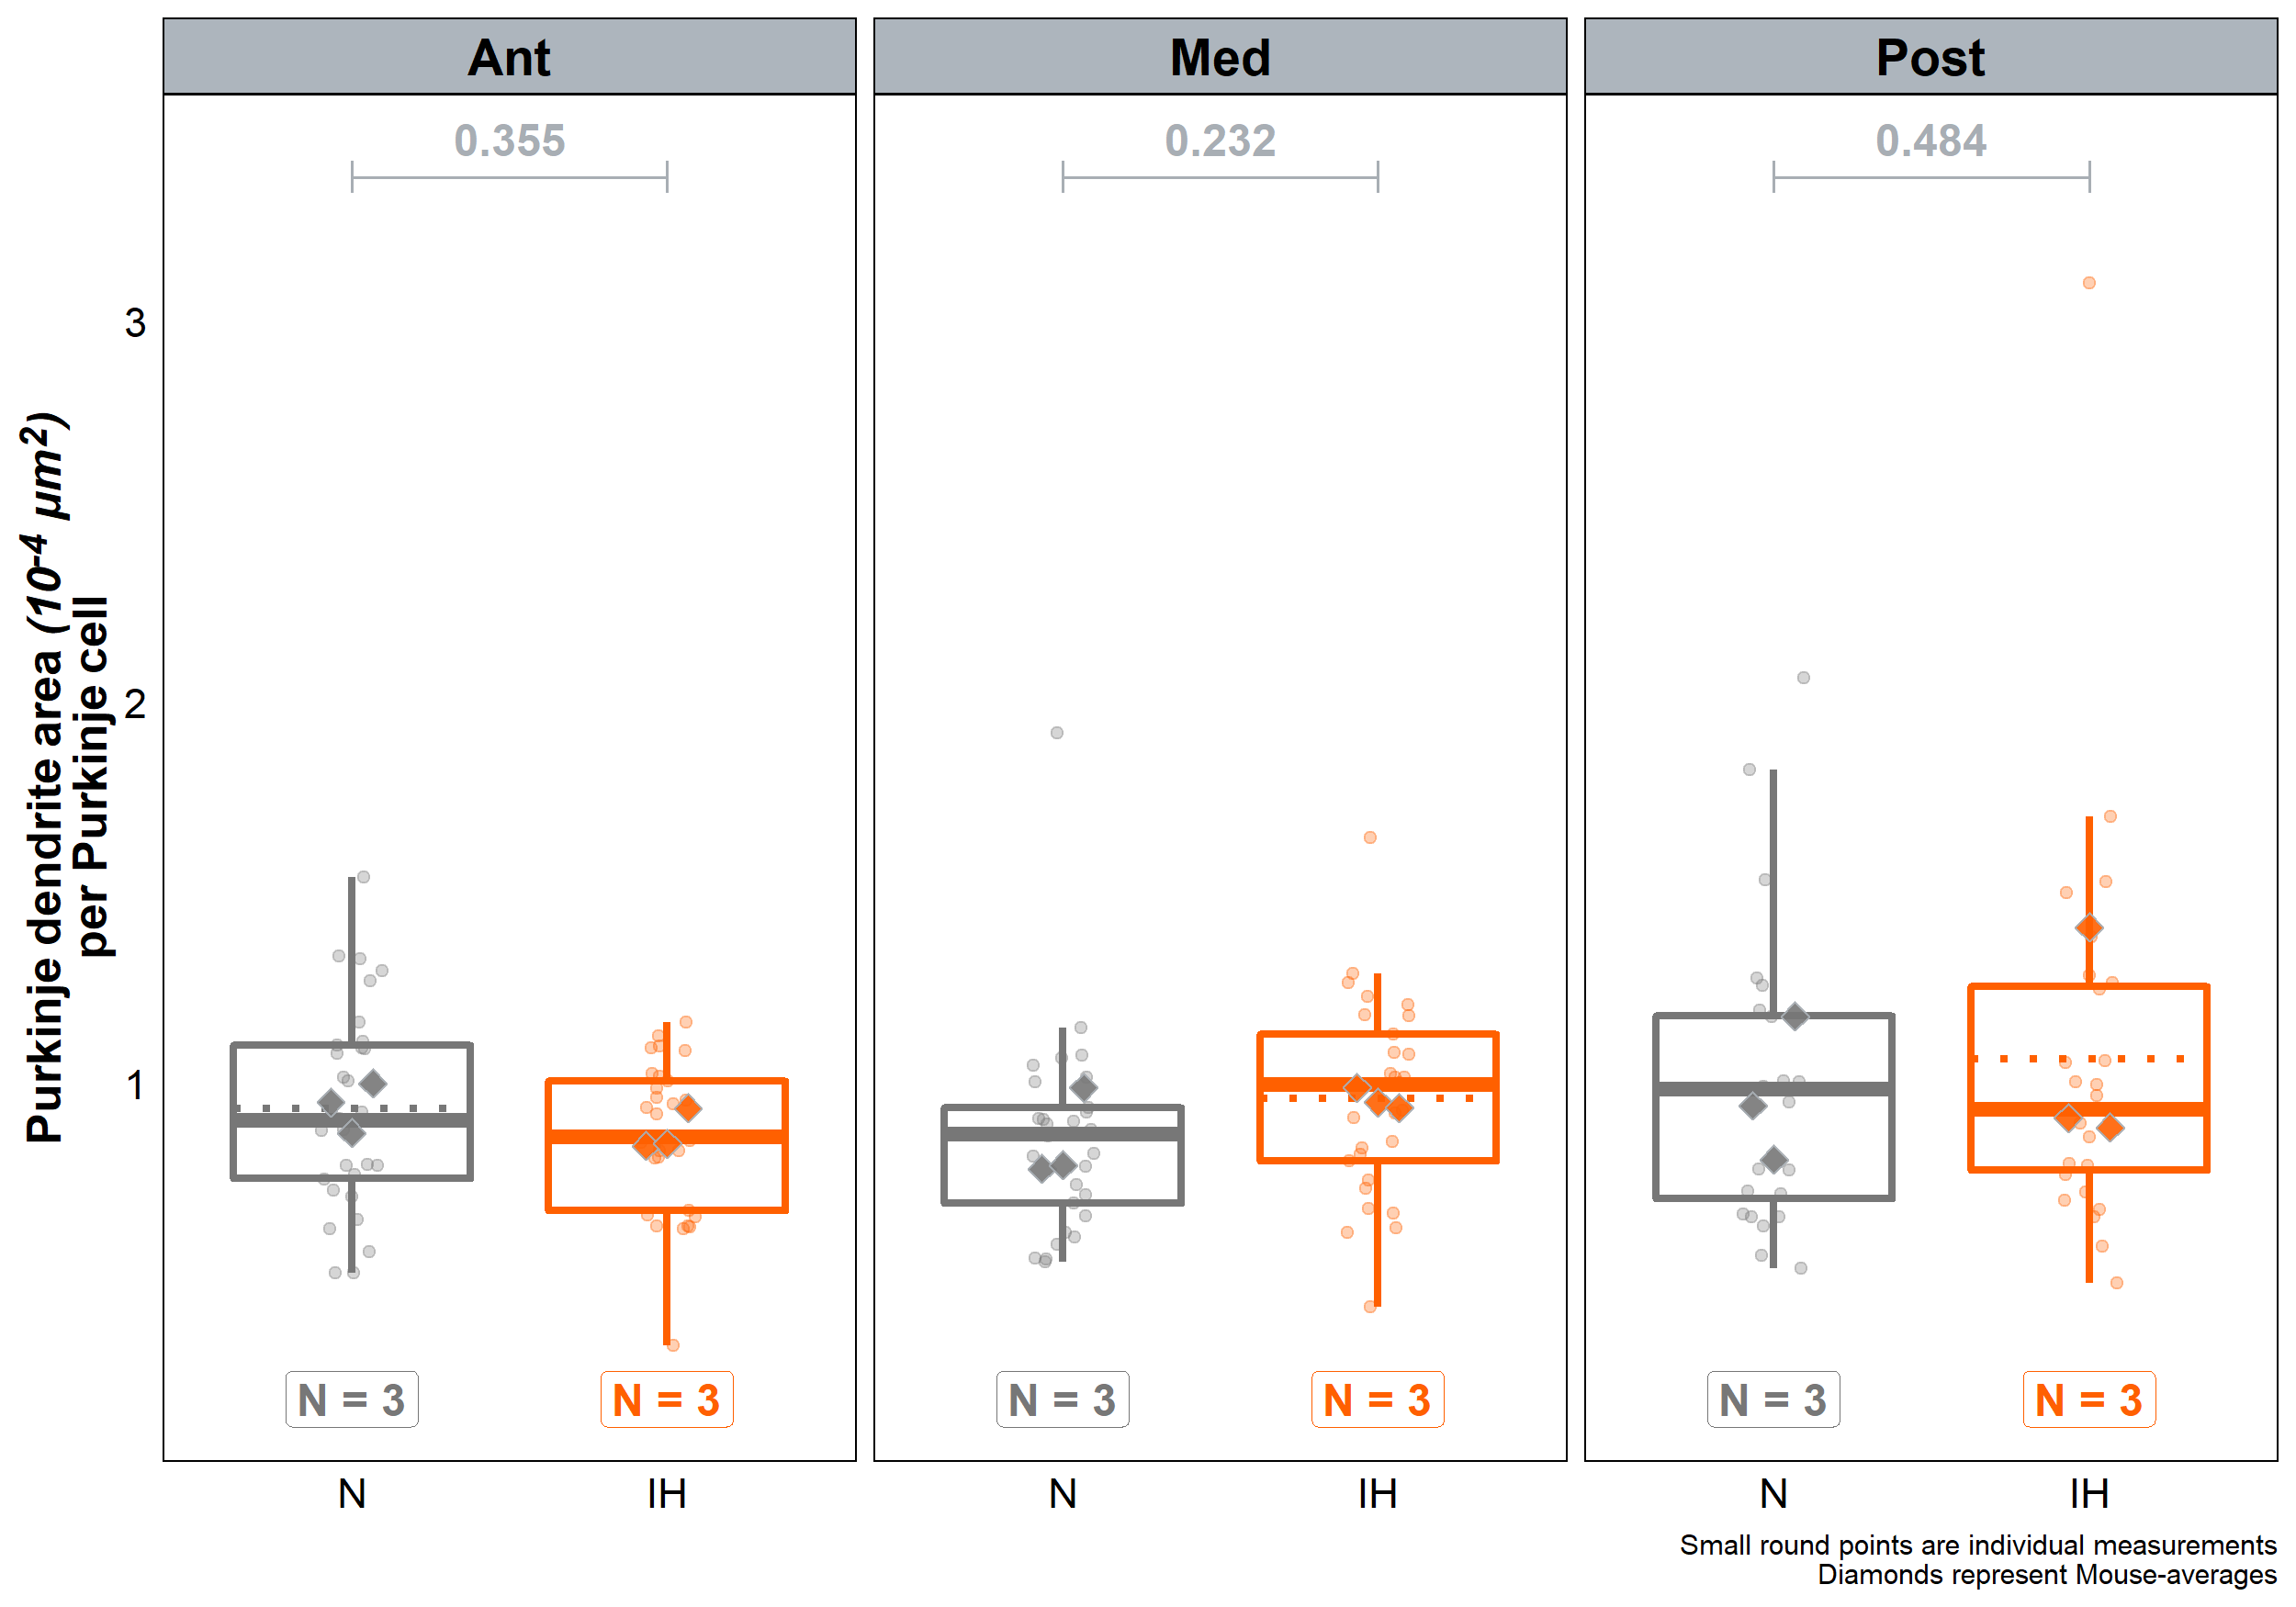 Ant
Med
Post
0.355
0.232
0.484
Purkinje dendrite area (10⁻⁴ µm²)
per Purkinje cell
3
2
1
N = 3
N = 3
N = 3
N = 3
N = 3
N = 3
N
IH
N
IH
N
IH
Small round points are individual measurements
Diamonds represent Mouse-averages